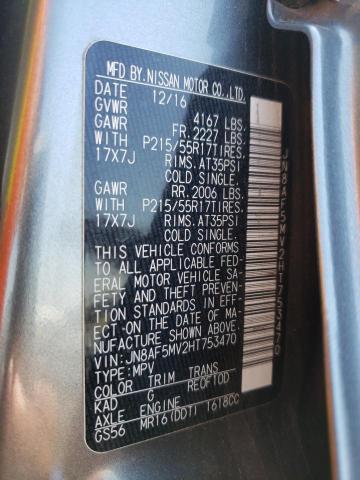 MFD BY.NISSAN MOTOR CO.,LTD.
DATE 12/16
GVWR 4167 LBS.
GAWR FR.2227 LBS.
WITH P215/55R17TIRES,
17X7J RIMS.AT35PSI
COLD SINGLE.
GAWR RR.2006 LBS.
WITH P215/55R17TIRES,
17X7J RIMS.AT35PSI
COLD SINGLE.
THIS VEHICLE CONFORMS
TO ALL APPLICABLE FED-
ERAL MOTOR VEHICLE SA-
FETY AND THEFT PREVEN-
TION STANDARDS IN EFF-
ECT ON THE DATE OF MA-
NUFACTURE SHOWN ABOVE.
VIN: JN8AF5MV2HT753470
TYPE:MPV
COLOR TRIM TRANS
KAD G REOF10D
AXLE ENGINE
GS56 MR16(DDT) 1618CC
JN8AF5MV2HT753470